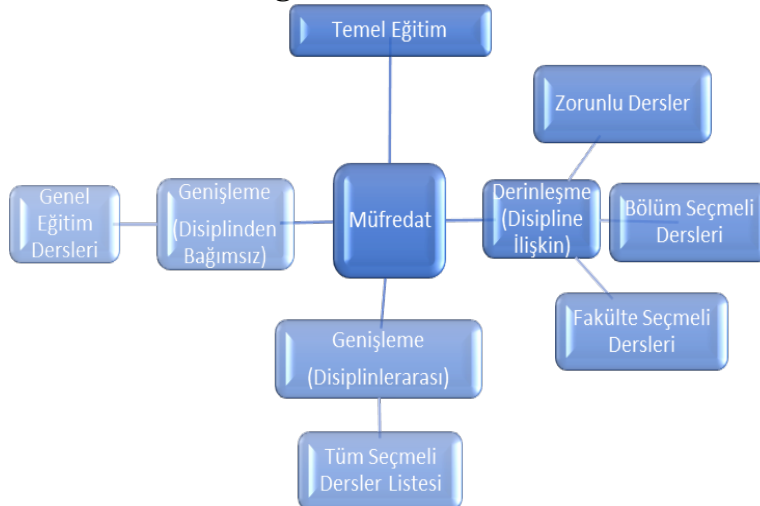 Temel Eğitim
Zorunlu Dersler
Genel
Eğitim
Dersleri
Genişleme
(Disiplinden
Bağımsız)
Müfredat
Derinleşme
(Disipline
İlişkin)
Bölüm Seçmeli
Dersleri
Fakülte Seçmeli
Dersleri
Genişleme
(Disiplinlerarası)
Tüm Seçmeli
Dersler Listesi